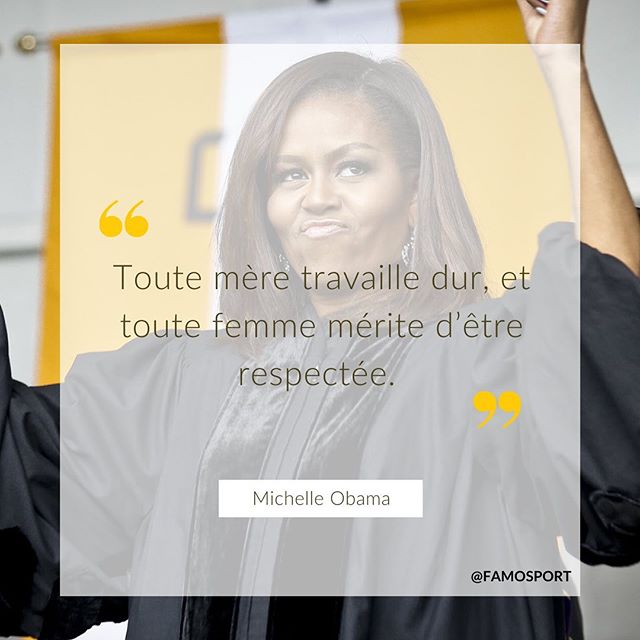 “
Toute mère travaille dur, et
toute femme mérite d’être
respectée.
”
Michelle Obama
@FAMOSPORT